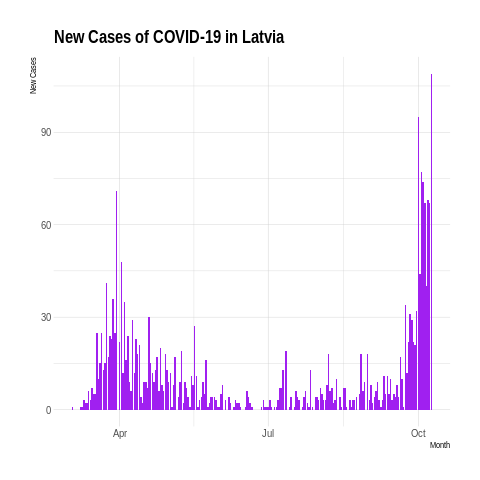 New Cases of COVID-19 in Latvia
New Cases
90
60
30
0
Apr
Jul
Oct
Month